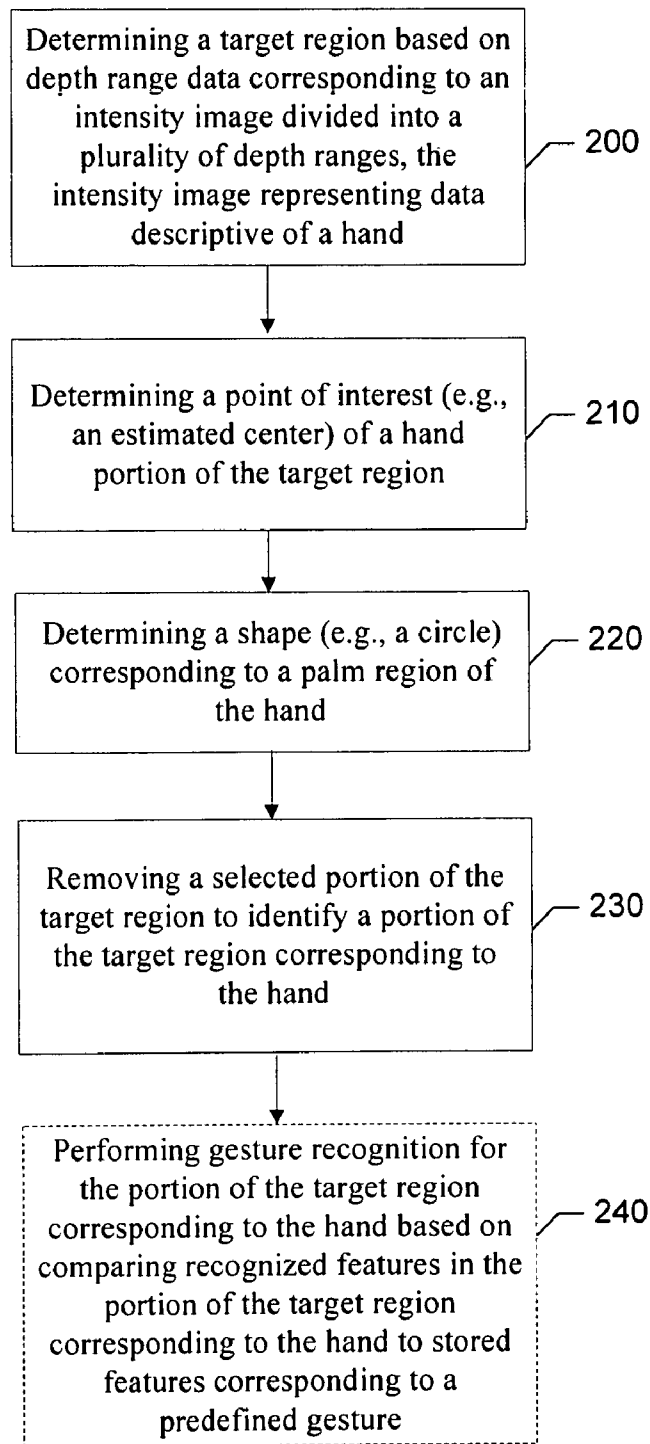 Determining a target region based on
depth range data corresponding to an
intensity image divided into a
plurality of depth ranges, the
intensity image representing data
descriptive of a hand
200
Determining a point of interest (e.g.,
an estimated center) of a hand
portion of the target region
210
Determining a shape (e.g., a circle)
corresponding to a palm region of
the hand
220
Removing a selected portion of the
target region to identify a portion of
the target region corresponding to
the hand
230
Performing gesture recognition for
the portion of the target region
corresponding to the hand based on
comparing recognized features in the
portion of the target region
corresponding to the hand to stored
features corresponding to a
predefined gesture
240